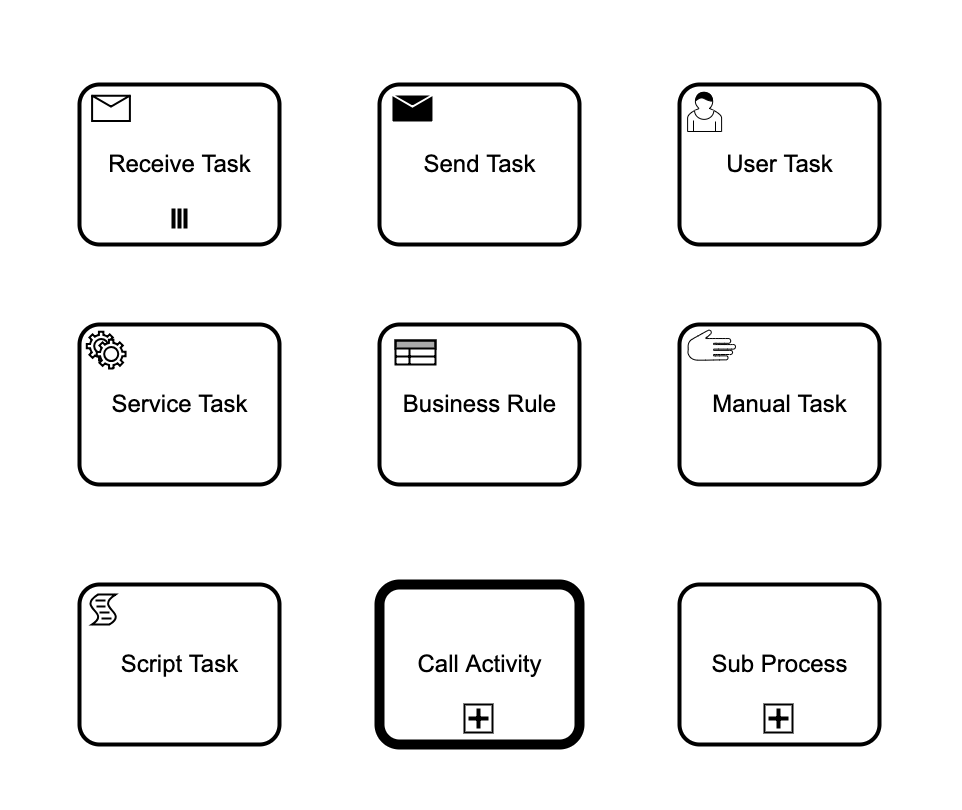 Receive Task
Send Task
User Task
Service Task
Business Rule
Manual Task
Script Task
Call Activity
Sub Process